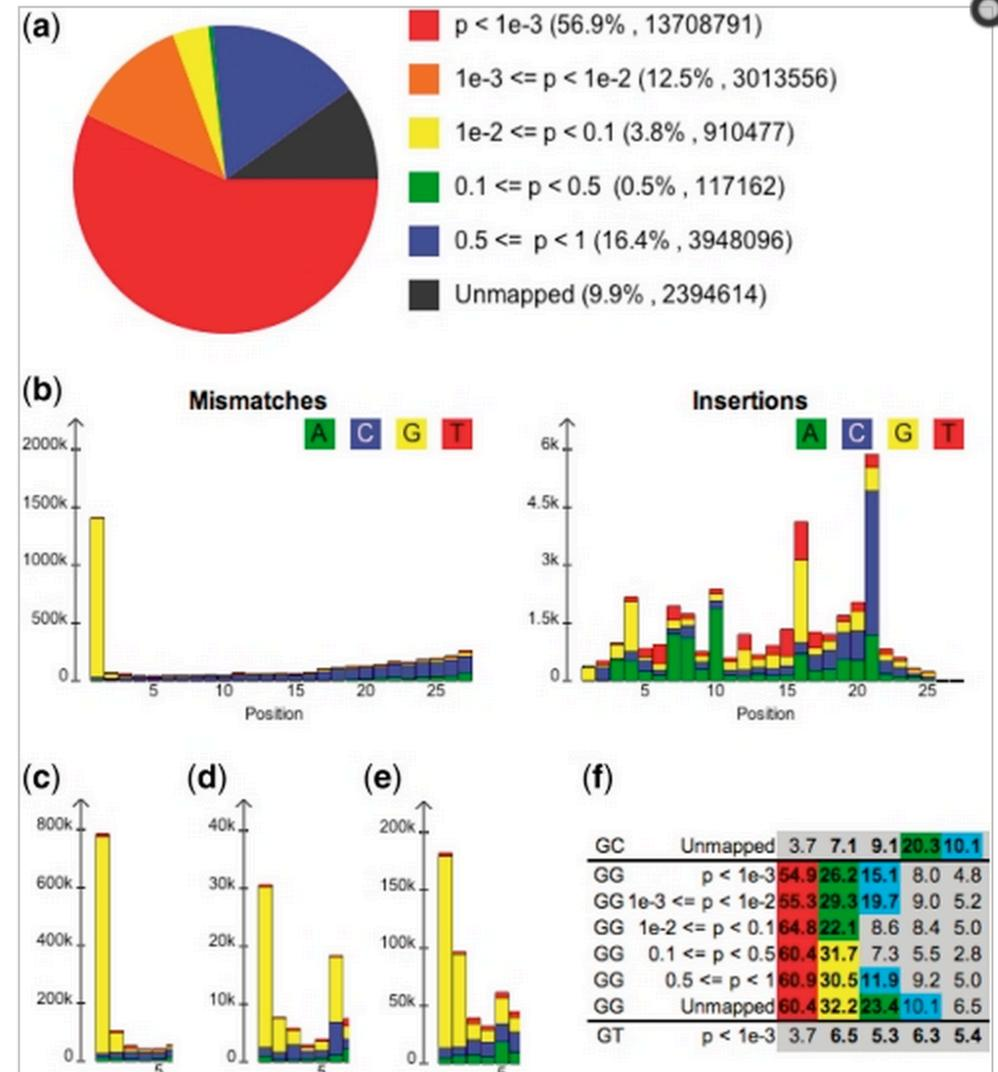 (a)
p < 1e-3 (56.9% , 13708791)
1e-3 <= p < 1e-2 (12.5% , 3013556)
1e-2 <= p < 0.1 (3.8% , 910477)
0.1 <= p < 0.5 (0.5% , 117162)
0.5 <= p < 1 (16.4% , 3948096)
Unmapped (9.9% , 2394614)
(b)
Mismatches
A C G T
2000k
1500k
1000k
500k
0
5 10 15 20 25
Position
Insertions
A C G T
6k
4.5k
3k
1.5k
0
5 10 15 20 25
Position
(c)
800k
600k
400k
200k
0
5
(d)
40k
30k
20k
10k
0
5
(e)
200k
150k
100k
50k
0
5
(f)
GC Unmapped 3.7 7.1 9.1 20.3 10.1
GG p < 1e-3 54.9 26.2 15.1 8.0 4.8
GG 1e-3 <= p < 1e-2 55.3 29.3 19.7 9.0 5.2
GG 1e-2 <= p < 0.1 64.8 22.1 8.6 8.4 5.0
GG 0.1 <= p < 0.5 60.4 31.7 7.3 5.5 2.8
GG 0.5 <= p < 1 60.9 30.5 11.9 9.2 5.0
GG Unmapped 60.4 32.2 23.4 10.1 6.5
GT p < 1e-3 3.7 6.5 5.3 6.3 5.4